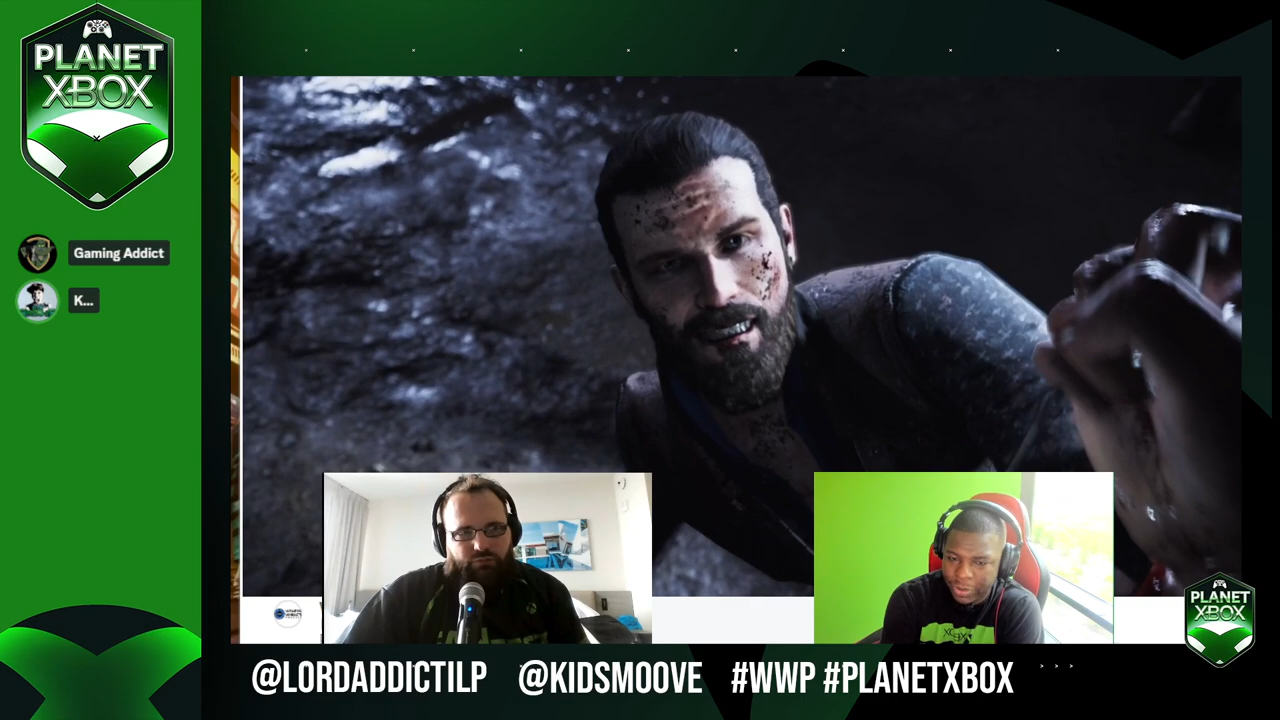 PLANET
XBOX
Gaming Addict
K...
PLANET
XBOX
@LORDADDICTILP @KIDSMOOVE #WWP #PLANETXBOX